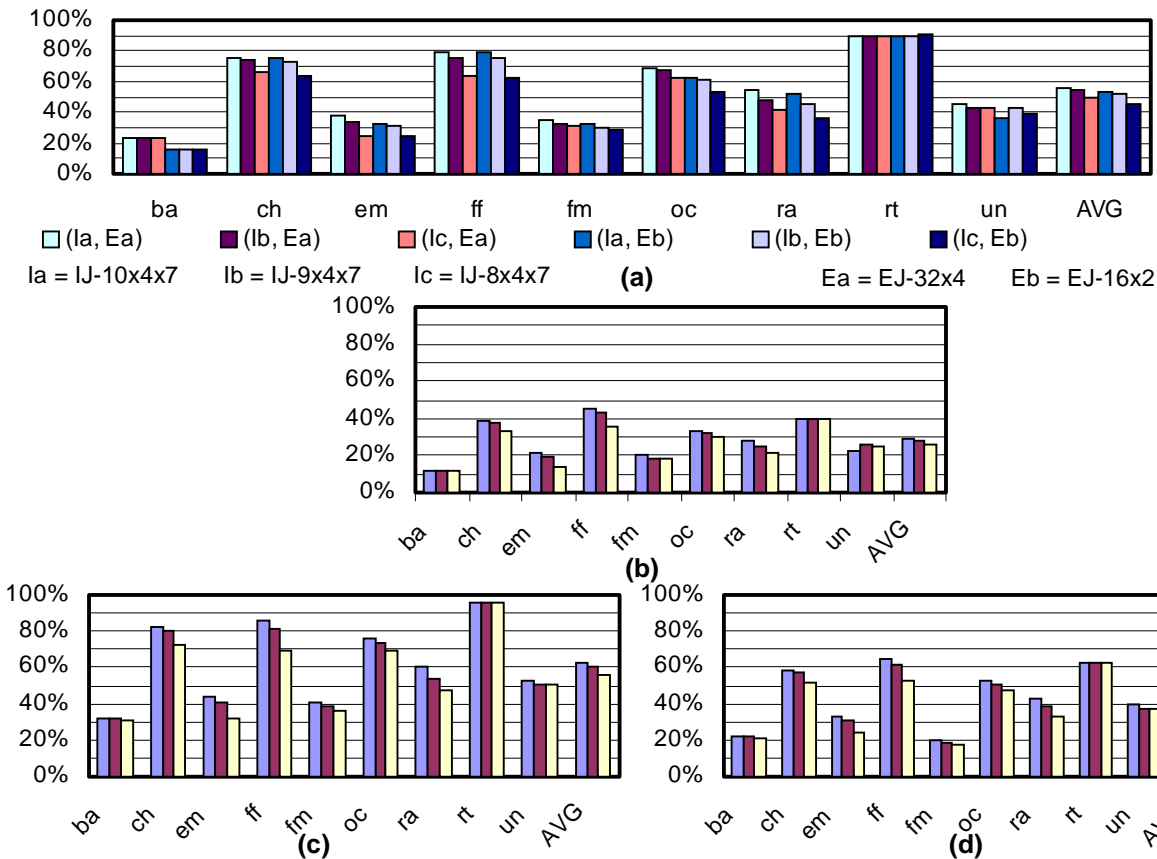 100%
80%
60%
40%
20%
0%
ba ch em ff fm oc ra rt un AVG
(Ia, Ea) (Ib, Ea) (Ic, Ea) (Ia, Eb) (Ib, Eb) (Ic, Eb)
Ia = IJ-10x4x7 Ib = IJ-9x4x7 Ic = IJ-8x4x7 (a) Ea = EJ-32x4 Eb = EJ-16x2
100%
80%
60%
40%
20%
0%
ba ch em ff fm oc ra rt un AVG
(b)
100%
80%
60%
40%
20%
0%
ba ch em ff fm oc ra rt un AVG
(c)
100%
80%
60%
40%
20%
0%
ba ch em ff fm oc ra rt un
(d)